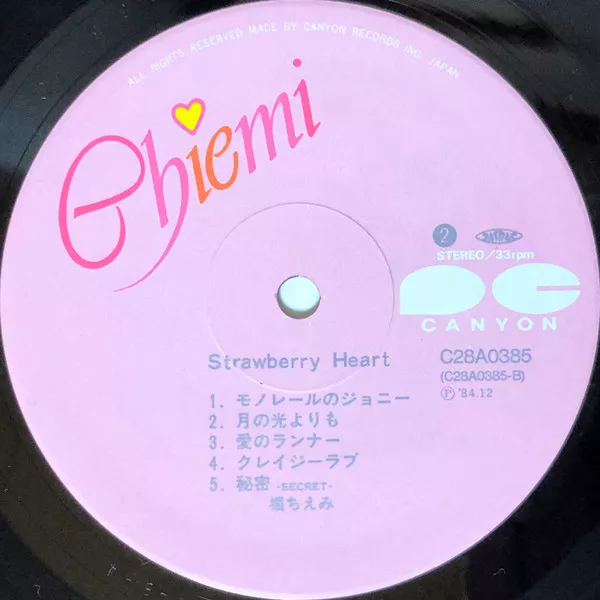 ALL RIGHTS RESERVED MADE BY CANYON RECORDS INC. JAPAN
Chiemi
2
STEREO/33rpm
CANYON
Strawberry Heart
C28A0385
(C28A0385-B)
Ⓟ '84.12
1. モノレールのジョニー
2. 月の光よりも
3. 愛のランナー
4. クレイジーラブ
5. 秘密 -SECRET-
堀ちえみ